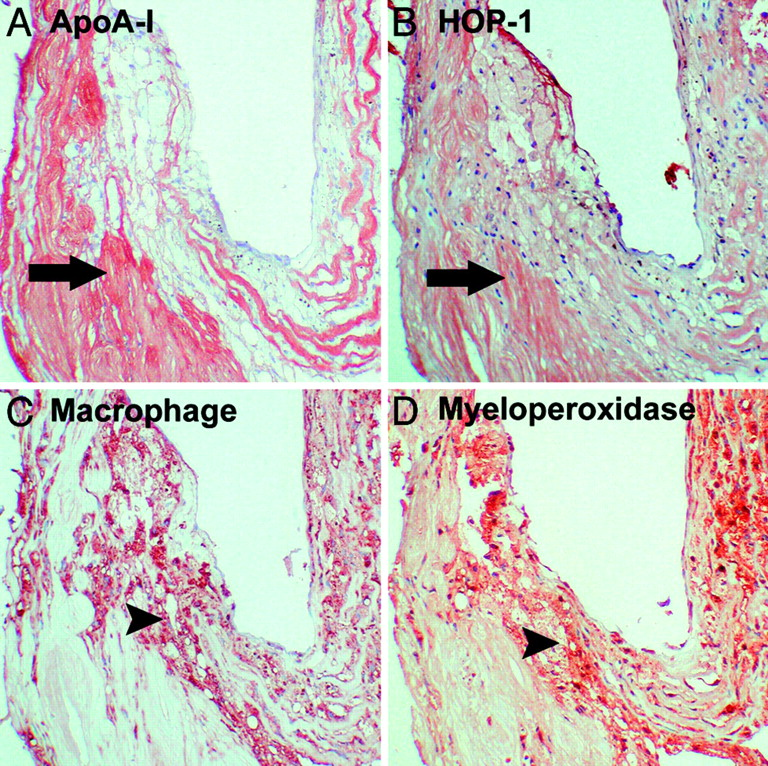 A ApoA-I
B HOP-1
C Macrophage
D Myeloperoxidase